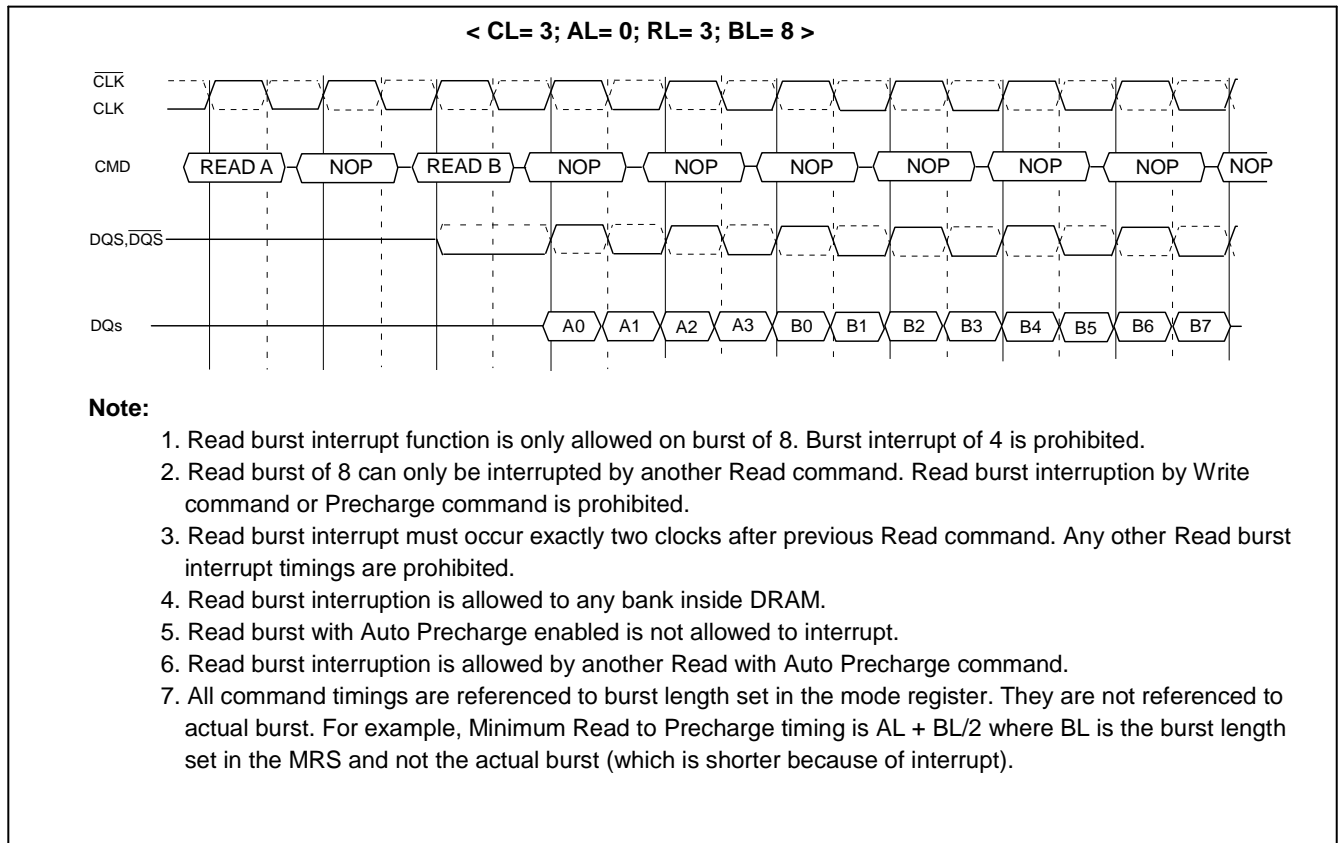 < CL= 3; AL= 0; RL= 3; BL= 8 >
CLK
CLK
CMD READ A NOP READ B NOP NOP NOP NOP NOP NOP NOP
DQS,DQS
DQs A0 A1 A2 A3 B0 B1 B2 B3 B4 B5 B6 B7
Note:
1. Read burst interrupt function is only allowed on burst of 8. Burst interrupt of 4 is prohibited.
2. Read burst of 8 can only be interrupted by another Read command. Read burst interruption by Write
command or Precharge command is prohibited.
3. Read burst interrupt must occur exactly two clocks after previous Read command. Any other Read burst
interrupt timings are prohibited.
4. Read burst interruption is allowed to any bank inside DRAM.
5. Read burst with Auto Precharge enabled is not allowed to interrupt.
6. Read burst interruption is allowed by another Read with Auto Precharge command.
7. All command timings are referenced to burst length set in the mode register. They are not referenced to
actual burst. For example, Minimum Read to Precharge timing is AL + BL/2 where BL is the burst length
set in the MRS and not the actual burst (which is shorter because of interrupt).